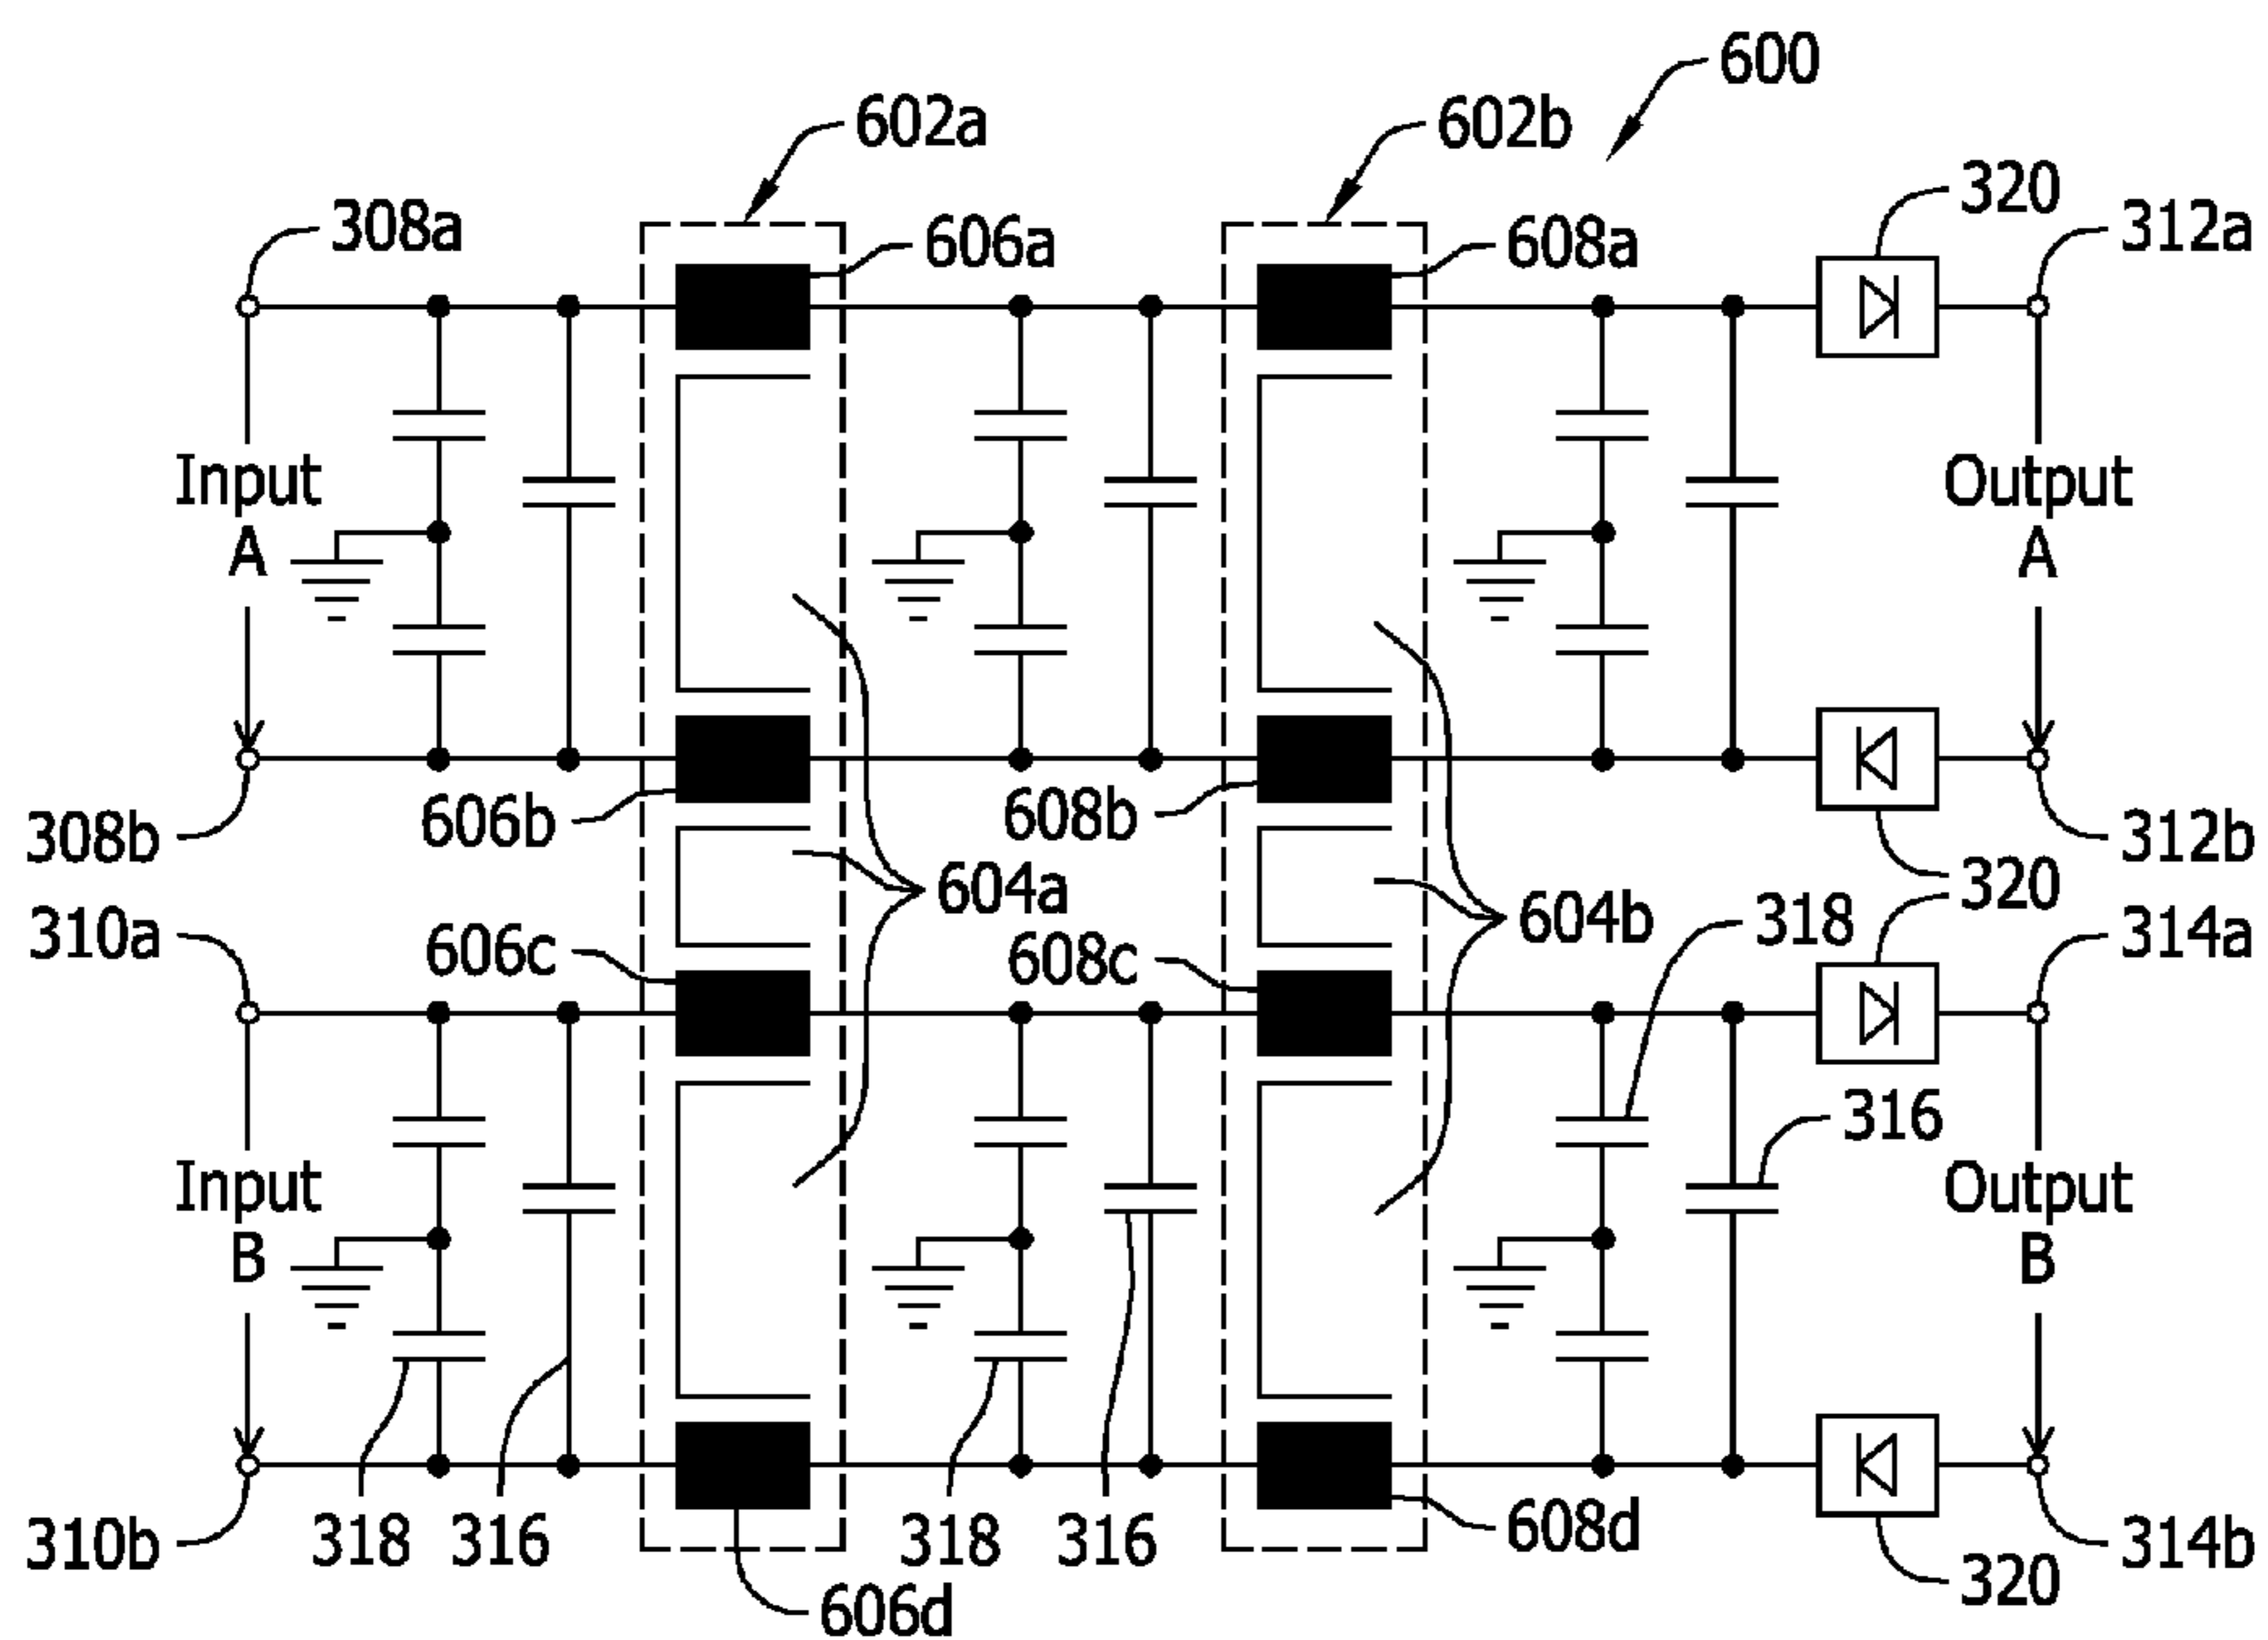 600
602a
602b
320
308a
606a
608a
312a
Input
A
Output
A
606b
608b
308b
312b
604a
320
310a
604b
318
314a
606c
608c
316
Input
B
Output
B
318
316
318
316
608d
310b
314b
320
606d